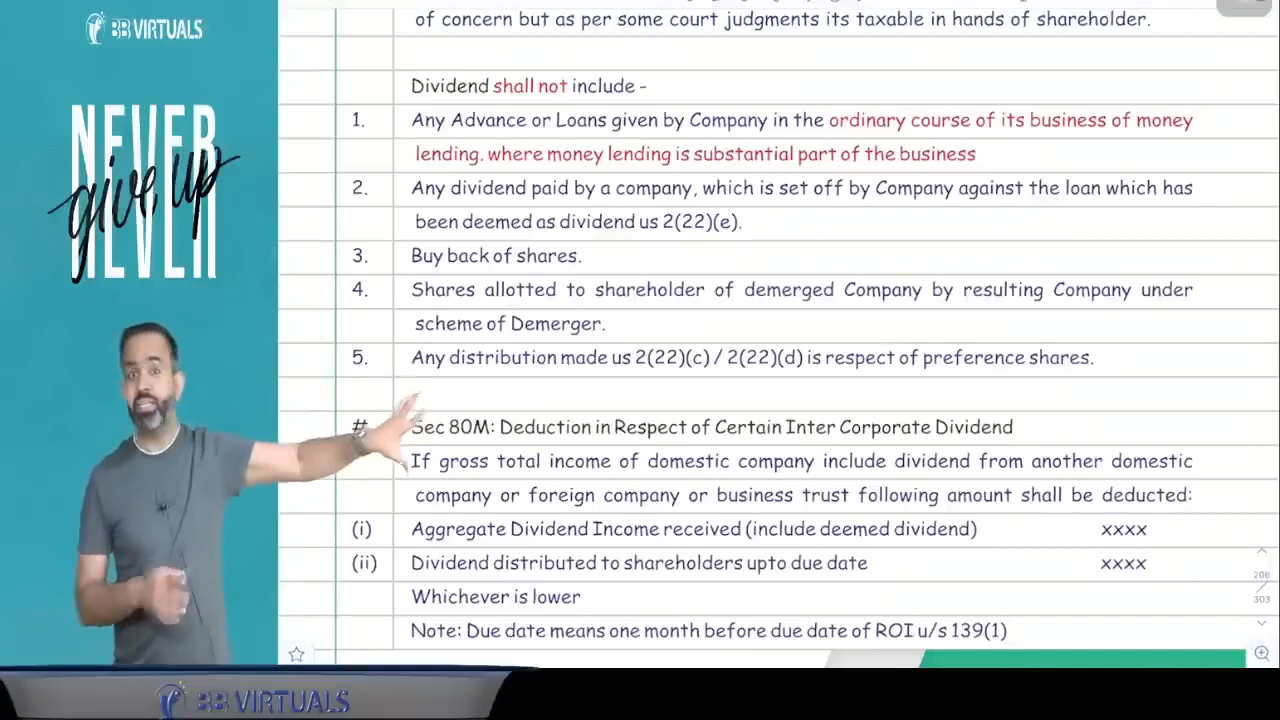 BB VIRTUALS
NEVER
give up
NEVER
of concern but as per some court judgments its taxable in hands of shareholder.
Dividend shall not include -
1. Any Advance or Loans given by Company in the ordinary course of its business of money
lending. where money lending is substantial part of the business
2. Any dividend paid by a company, which is set off by Company against the loan which has
been deemed as dividend us 2(22)(e).
3. Buy back of shares.
4. Shares allotted to shareholder of demerged Company by resulting Company under
scheme of Demerger.
5. Any distribution made us 2(22)(c) / 2(22)(d) is respect of preference shares.
# Sec 80M: Deduction in Respect of Certain Inter Corporate Dividend
If gross total income of domestic company include dividend from another domestic
company or foreign company or business trust following amount shall be deducted:
(i) Aggregate Dividend Income received (include deemed dividend) xxxx
(ii) Dividend distributed to shareholders upto due date xxxx
Whichever is lower
Note: Due date means one month before due date of ROI u/s 139(1)
206
/
303
BB VIRTUALS